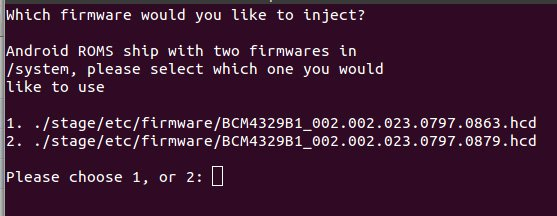 Which firmware would you like to inject?
Android ROMS ship with two firmwares in
/system, please select which one you would
like to use
1. ./stage/etc/firmware/BCM4329B1_002.002.023.0797.0863.hcd
2. ./stage/etc/firmware/BCM4329B1_002.002.023.0797.0879.hcd
Please choose 1, or 2: